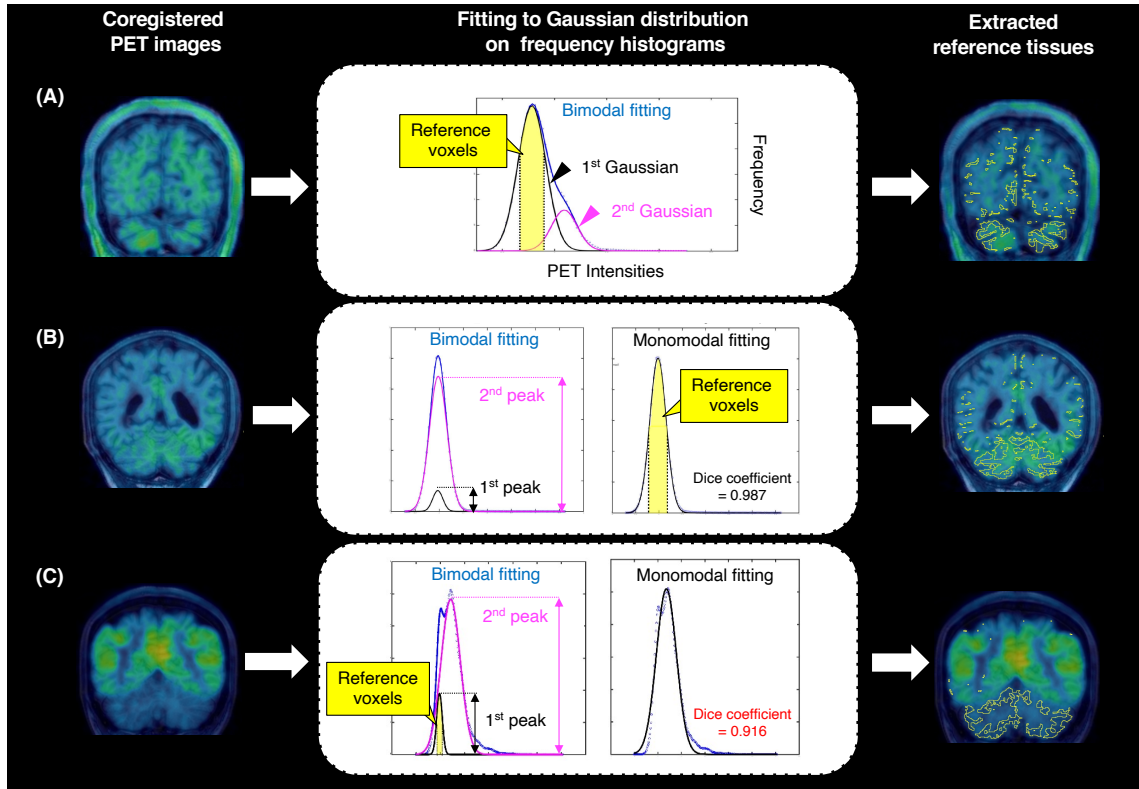 Coregistered
PET images
Fitting to Gaussian distribution
on frequency histograms
Extracted
reference tissues
(A)
Bimodal fitting
Reference
voxels
1st Gaussian
2nd Gaussian
Frequency
PET Intensities
(B)
Bimodal fitting
2nd peak
1st peak
Monomodal fitting
Reference
voxels
Dice coefficient
= 0.987
(C)
Bimodal fitting
2nd peak
Reference
voxels
1st peak
Monomodal fitting
Dice coefficient
= 0.916